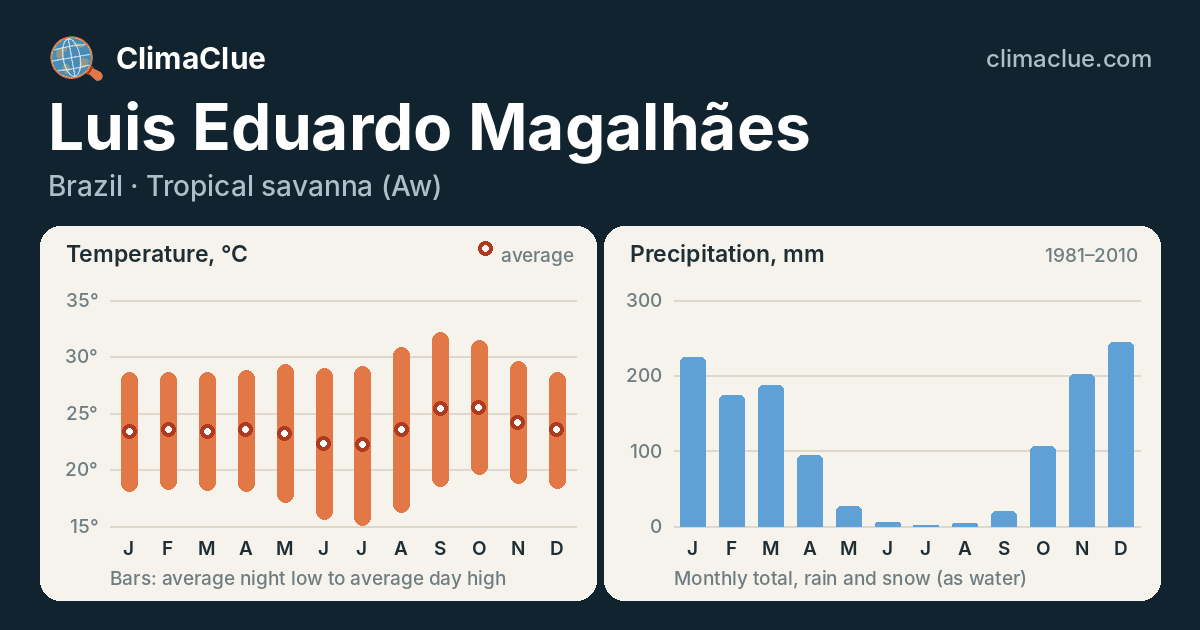 ClimaClue
climaclue.com
Luis Eduardo Magalhães
Brazil · Tropical savanna (Aw)
Temperature, °C
average
35°
30°
25°
20°
15°
J F M A M J J A S O N D
Bars: average night low to average day high
Precipitation, mm
1981–2010
300
200
100
0
J F M A M J J A S O N D
Monthly total, rain and snow (as water)